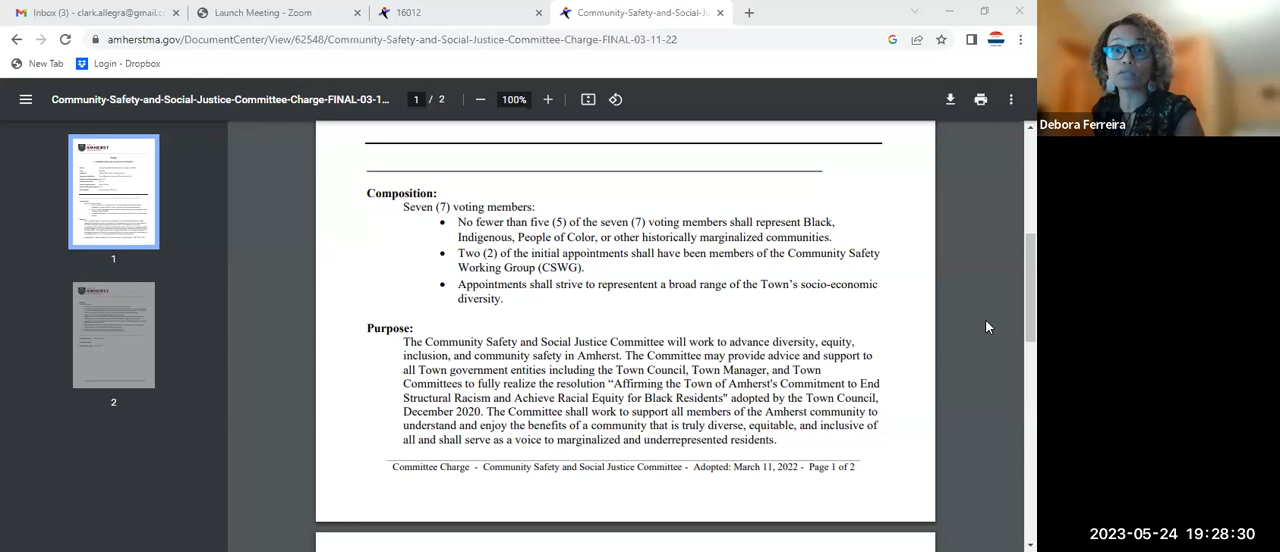 Inbox (3) - clark.allegra@gmail.c
Launch Meeting - Zoom
16012
Community-Safety-and-Social-Ju
amherstma.gov/DocumentCenter/View/62548/Community-Safety-and-Social-Justice-Committee-Charge-FINAL-03-11-22
New Tab
Login - Dropbox
Community-Safety-and-Social-Justice-Committee-Charge-FINAL-03-1...
1 / 2
100%
Debora Ferreira
AMHERST
1
AMHERST
2
Composition:
Seven (7) voting members:
• No fewer than five (5) of the seven (7) voting members shall represent Black,
Indigenous, People of Color, or other historically marginalized communities.
• Two (2) of the initial appointments shall have been members of the Community Safety
Working Group (CSWG).
• Appointments shall strive to represent a broad range of the Town's socio-economic
diversity.
Purpose:
The Community Safety and Social Justice Committee will work to advance diversity, equity,
inclusion, and community safety in Amherst. The Committee may provide advice and support to
all Town government entities including the Town Council, Town Manager, and Town
Committees to fully realize the resolution “Affirming the Town of Amherst's Commitment to End
Structural Racism and Achieve Racial Equity for Black Residents" adopted by the Town Council,
December 2020. The Committee shall work to support all members of the Amherst community to
understand and enjoy the benefits of a community that is truly diverse, equitable, and inclusive of
all and shall serve as a voice to marginalized and underrepresented residents.
Committee Charge - Community Safety and Social Justice Committee - Adopted: March 11, 2022 - Page 1 of 2
2023-05-24 19:28:30